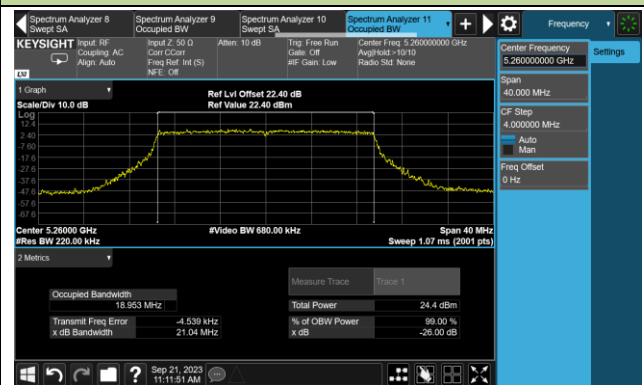 Spectrum Analyzer 8
Swept SA
Spectrum Analyzer 9
Occupied BW
Spectrum Analyzer 10
Swept SA
Spectrum Analyzer 11
Occupied BW
Frequency
KEYSIGHT
Input: RF
Coupling: AC
Align: Auto
Input Z: 50 Ω
Corr CCorr
Freq Ref: Int (S)
NFE: Off
Atten: 10 dB
Trig: Free Run
Gate: Off
#IF Gain: Low
Center Freq: 5.260000000 GHz
Avg|Hold:>10/10
Radio Std: None
LXI
Center Frequency
5.260000000 GHz
Settings
Span
40.000 MHz
CF Step
4.000000 MHz
Auto
Man
Freq Offset
0 Hz
1 Graph
Scale/Div 10.0 dB
Ref Lvl Offset 22.40 dB
Ref Value 22.40 dBm
Log
12.4
2.40
-7.60
-17.6
-27.6
-37.6
-47.6
-57.6
-67.6
Center 5.26000 GHz
#Res BW 220.00 kHz
#Video BW 680.00 kHz
Span 40 MHz
Sweep 1.07 ms (2001 pts)
2 Metrics
Measure Trace
Trace 1
Occupied Bandwidth
18.953 MHz
Total Power
24.4 dBm
Transmit Freq Error
-4.539 kHz
% of OBW Power
99.00 %
x dB Bandwidth
21.04 MHz
x dB
-26.00 dB
Sep 21, 2023
11:11:51 AM